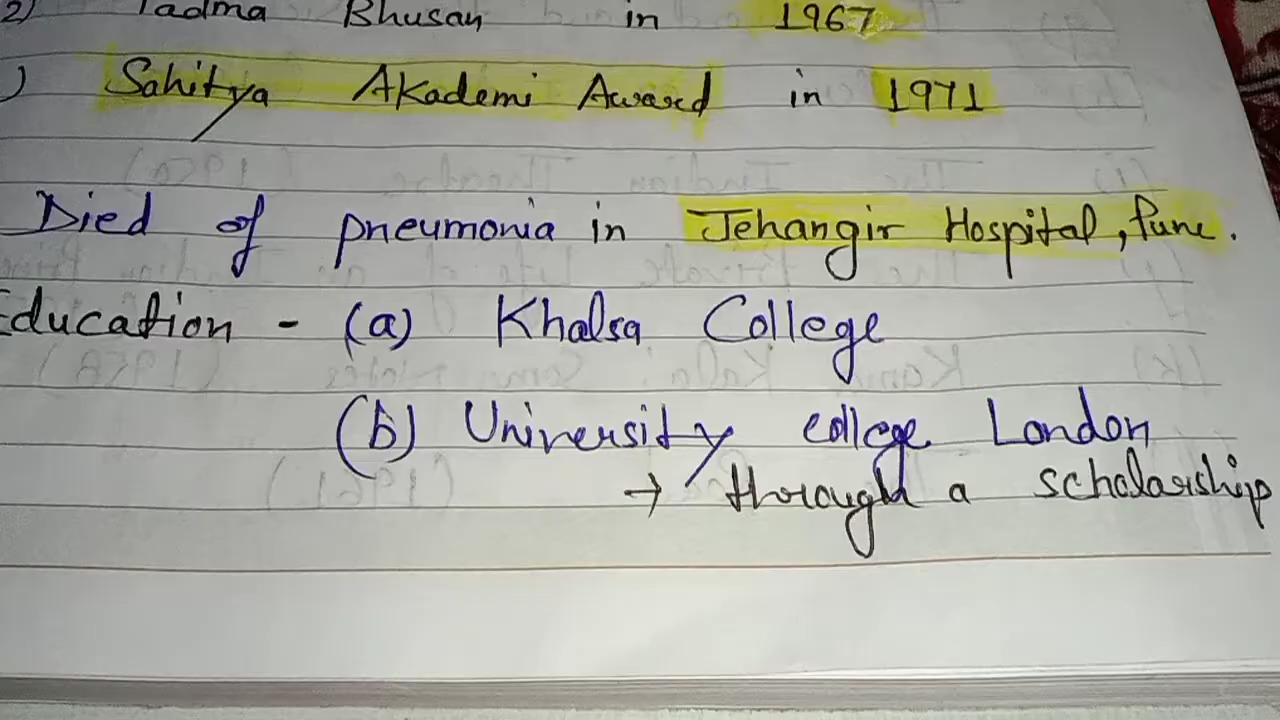 2) Padma Bhusan in 1967
) Sahitya Akademi Award in 1971
Died of pneumonia in Jehangir Hospital, Pune.
Education - (a) Khalsa College
(b) University college London
→ through a scholarship